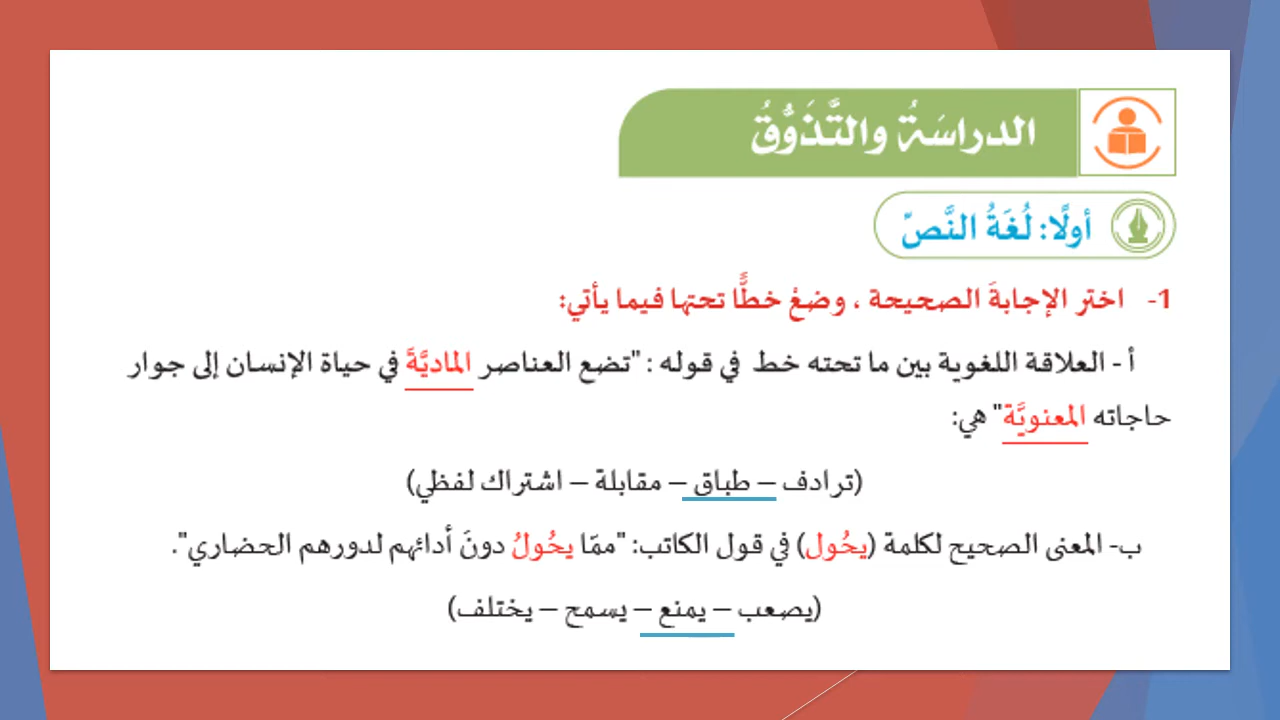 الدراسَةُ والتَّذَوُّقُ
أولًا: لُغَةُ النَّصّ
1- اختر الإجابةَ الصحيحة ، وضعْ خطًّا تحتها فيما يأتي:
أ - العلاقة اللغوية بين ما تحته خط في قوله : "تضع العناصر الماديَّةَ في حياة الإنسان إلى جوار
حاجاته المعنويَّة" هي:
(ترادف – طباق – مقابلة – اشتراك لفظي)
ب- المعنى الصحيح لكلمة (يحُول) في قول الكاتب: "ممّا يحُولُ دونَ أدائهم لدورهم الحضاري".
(يصعب – يمنع – يسمح – يختلف)